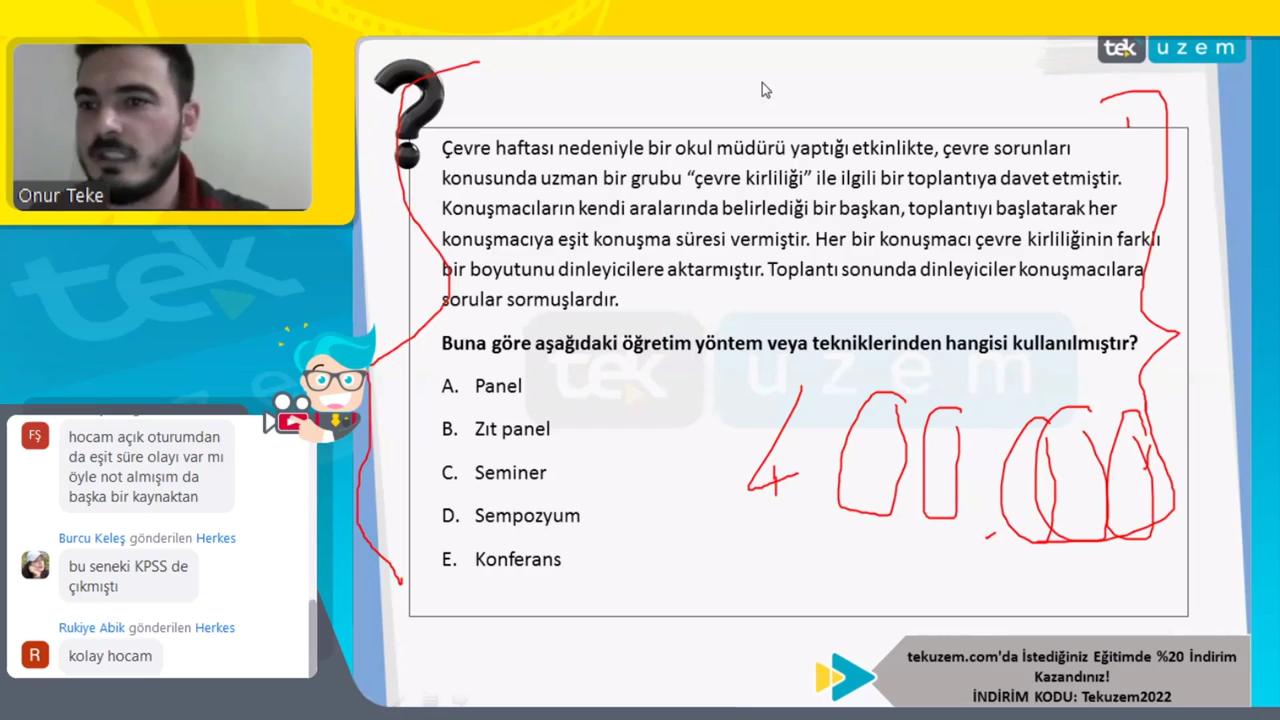 tek uzem
Onur Teke
Çevre haftası nedeniyle bir okul müdürü yaptığı etkinlikte, çevre sorunları
konusunda uzman bir grubu “çevre kirliliği” ile ilgili bir toplantıya davet etmiştir.
Konuşmacıların kendi aralarında belirlediği bir başkan, toplantıyı başlatarak her
konuşmacıya eşit konuşma süresi vermiştir. Her bir konuşmacı çevre kirliliğinin farklı
bir boyutunu dinleyicilere aktarmıştır. Toplantı sonunda dinleyiciler konuşmacılara
sorular sormuşlardır.
Buna göre aşağıdaki öğretim yöntem veya tekniklerinden hangisi kullanılmıştır?
A. Panel
B. Zıt panel
C. Seminer
D. Sempozyum
E. Konferans
tek uzem
FŞ
hocam açık oturumdan
da eşit süre olayı var mı
öyle not almışım da
başka bir kaynaktan
Burcu Keleş gönderilen Herkes
bu seneki KPSS de
çıkmıştı
Rukiye Abik gönderilen Herkes
R
kolay hocam
tekuzem.com'da İstediğiniz Eğitimde %20 İndirim
Kazandınız!
İNDİRİM KODU: Tekuzem2022